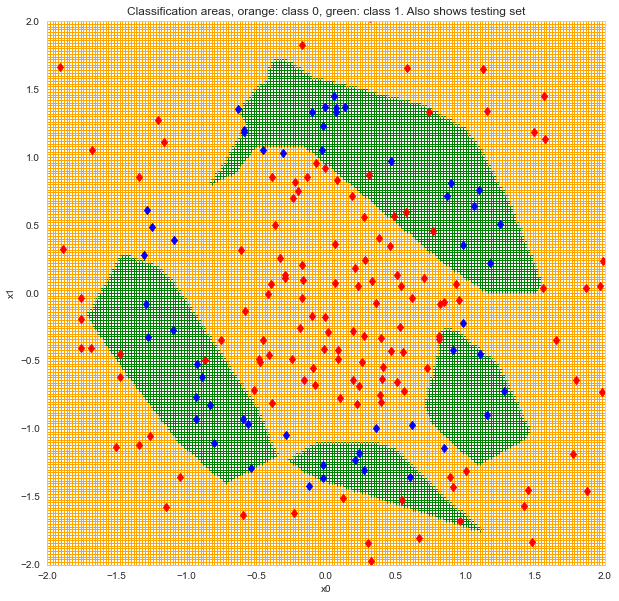 Classification areas, orange: class 0, green: class 1. Also shows testing set
2.0
1.5
1.0
0.5
0.0
−0.5
−1.0
−1.5
−2.0
x1
−2.0 −1.5 −1.0 −0.5 0.0 0.5 1.0 1.5 2.0
x0